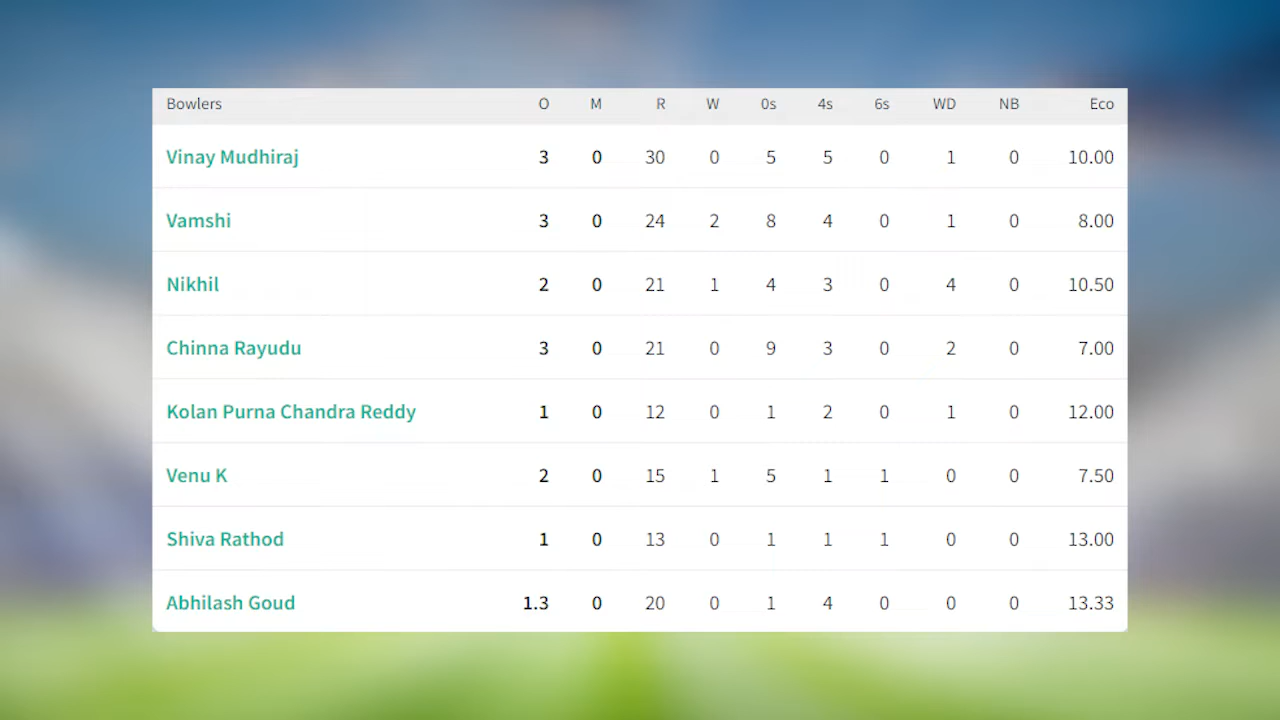 Bowlers O M R W 0s 4s 6s WD NB Eco
Vinay Mudhiraj 3 0 30 0 5 5 0 1 0 10.00
Vamshi 3 0 24 2 8 4 0 1 0 8.00
Nikhil 2 0 21 1 4 3 0 4 0 10.50
Chinna Rayudu 3 0 21 0 9 3 0 2 0 7.00
Kolan Purna Chandra Reddy 1 0 12 0 1 2 0 1 0 12.00
Venu K 2 0 15 1 5 1 1 0 0 7.50
Shiva Rathod 1 0 13 0 1 1 1 0 0 13.00
Abhilash Goud 1.3 0 20 0 1 4 0 0 0 13.33